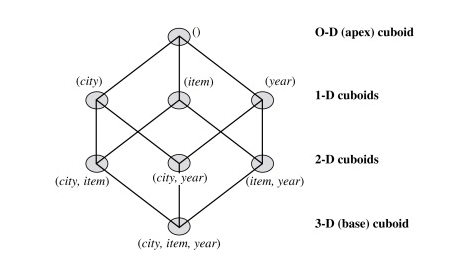 () O-D (apex) cuboid
(city) (item) (year)
1-D cuboids
2-D cuboids
(city, item) (city, year) (item, year)
3-D (base) cuboid
(city, item, year)